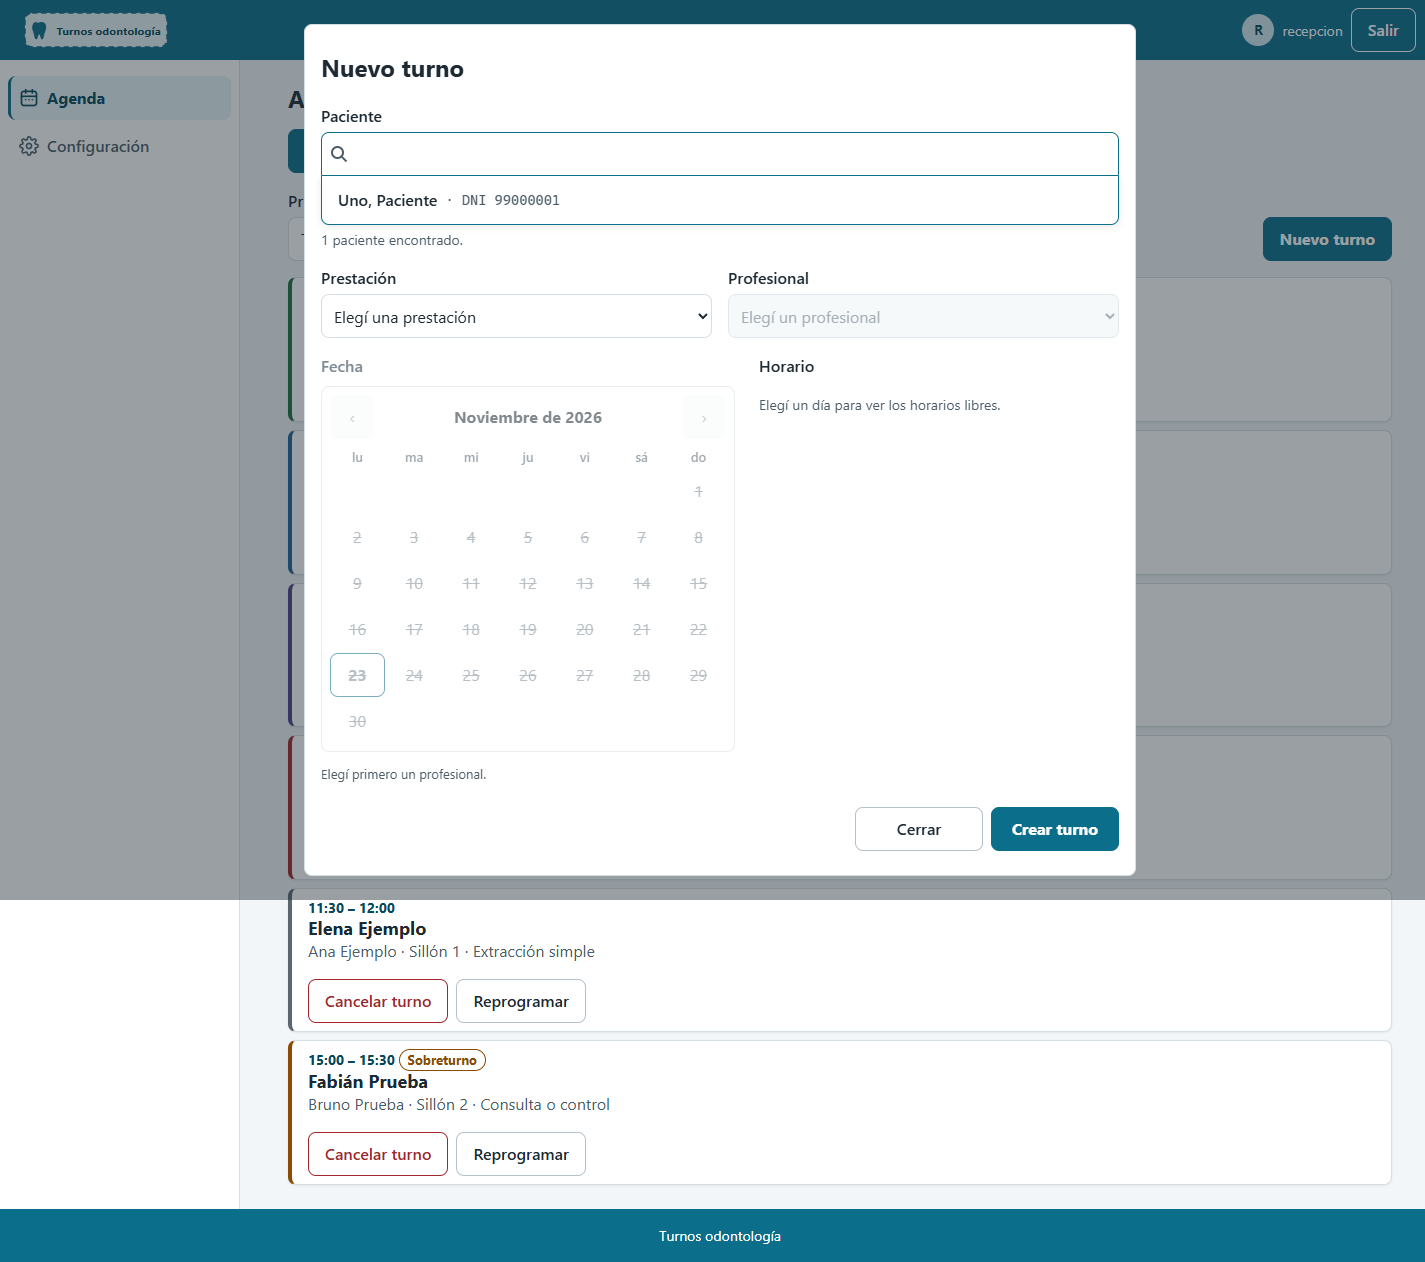 Turnos odontología
R recepcion Salir
Agenda
Configuración
A
Pr
Nuevo turno
Nuevo turno
Paciente
Uno, Paciente · DNI 99000001
1 paciente encontrado.
Prestación Profesional
Elegí una prestación Elegí un profesional
Fecha Horario
Elegí un día para ver los horarios libres.
‹ Noviembre de 2026 ›
lu ma mi ju vi sá do
1
2 3 4 5 6 7 8
9 10 11 12 13 14 15
16 17 18 19 20 21 22
23 24 25 26 27 28 29
30
Elegí primero un profesional.
Cerrar Crear turno
11:30 – 12:00
Elena Ejemplo
Ana Ejemplo · Sillón 1 · Extracción simple
Cancelar turno Reprogramar
15:00 – 15:30 Sobreturno
Fabián Prueba
Bruno Prueba · Sillón 2 · Consulta o control
Cancelar turno Reprogramar
Turnos odontología